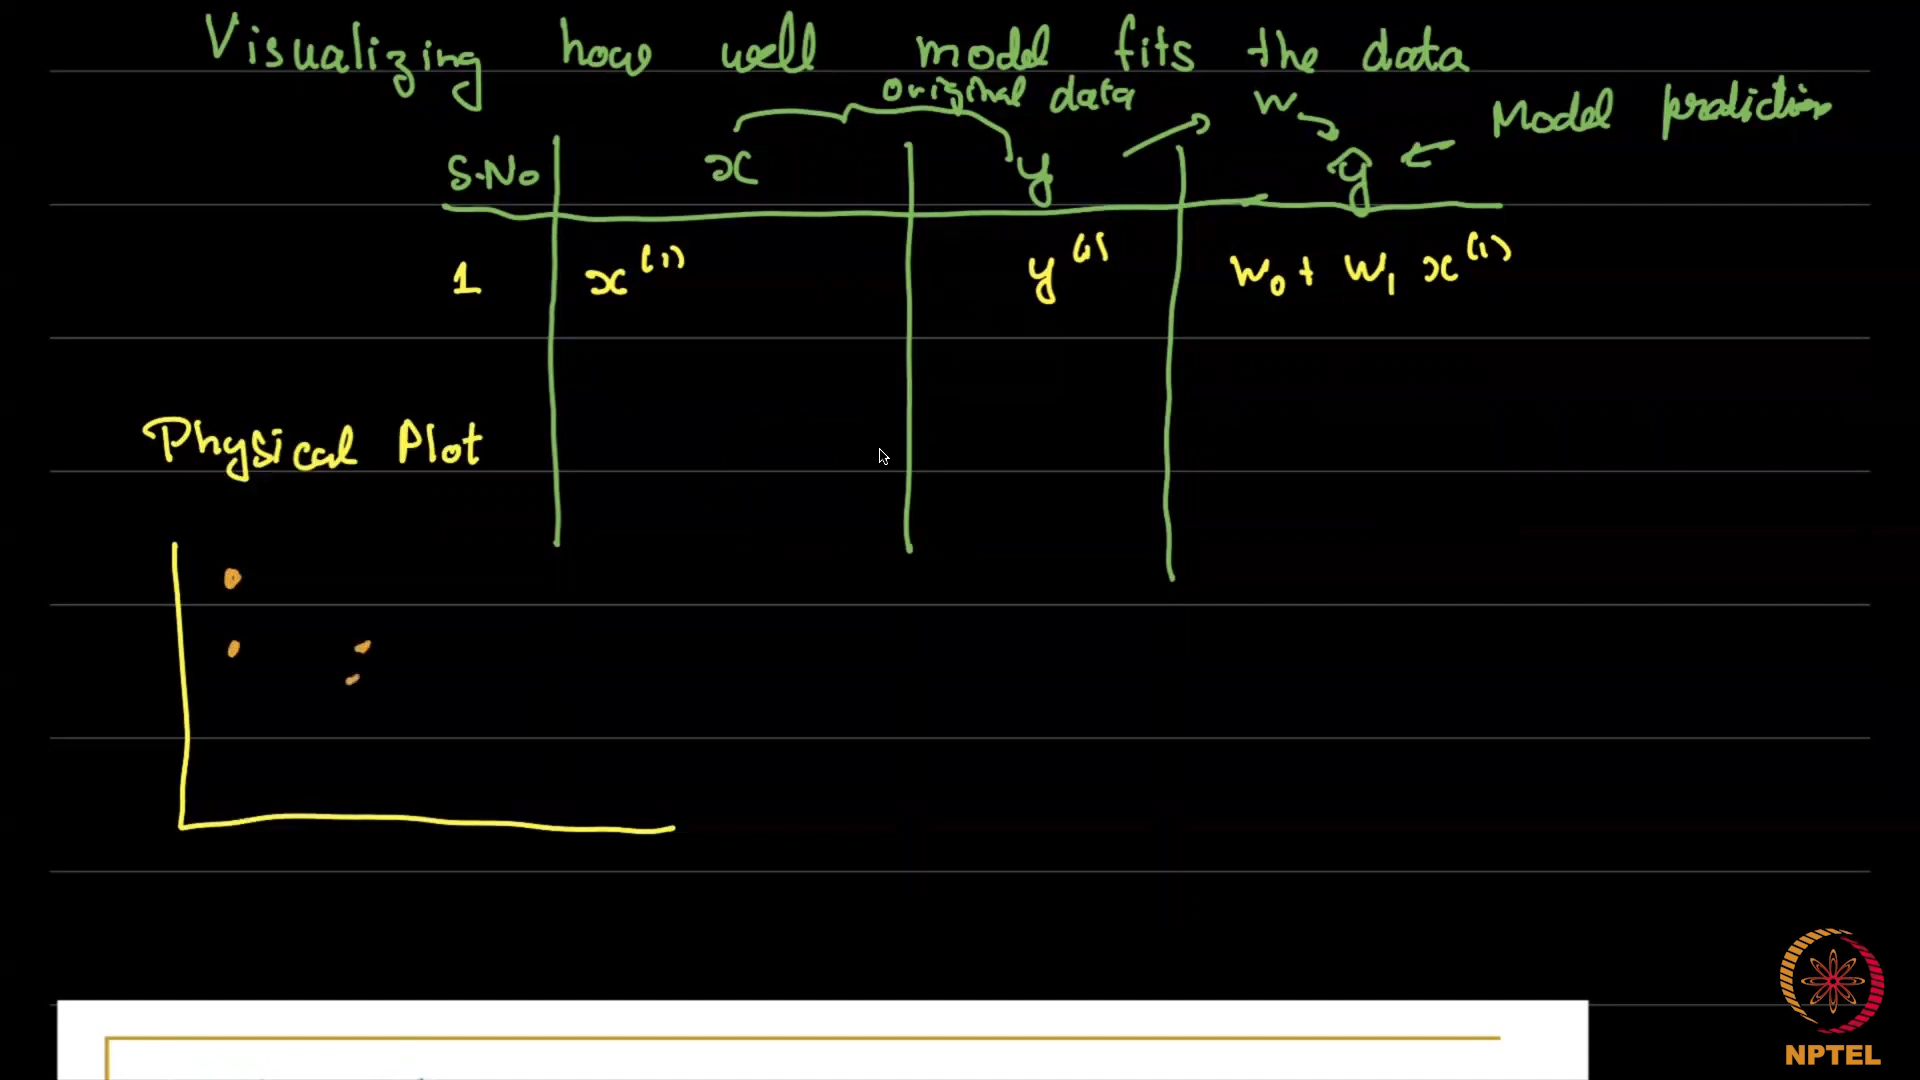 Visualizing how well model fits the data
original data w Model prediction
S.No x y ŷ
1 x⁽¹⁾ y⁽¹⁾ w₀ + w₁ x⁽¹⁾
Physical Plot
NPTEL